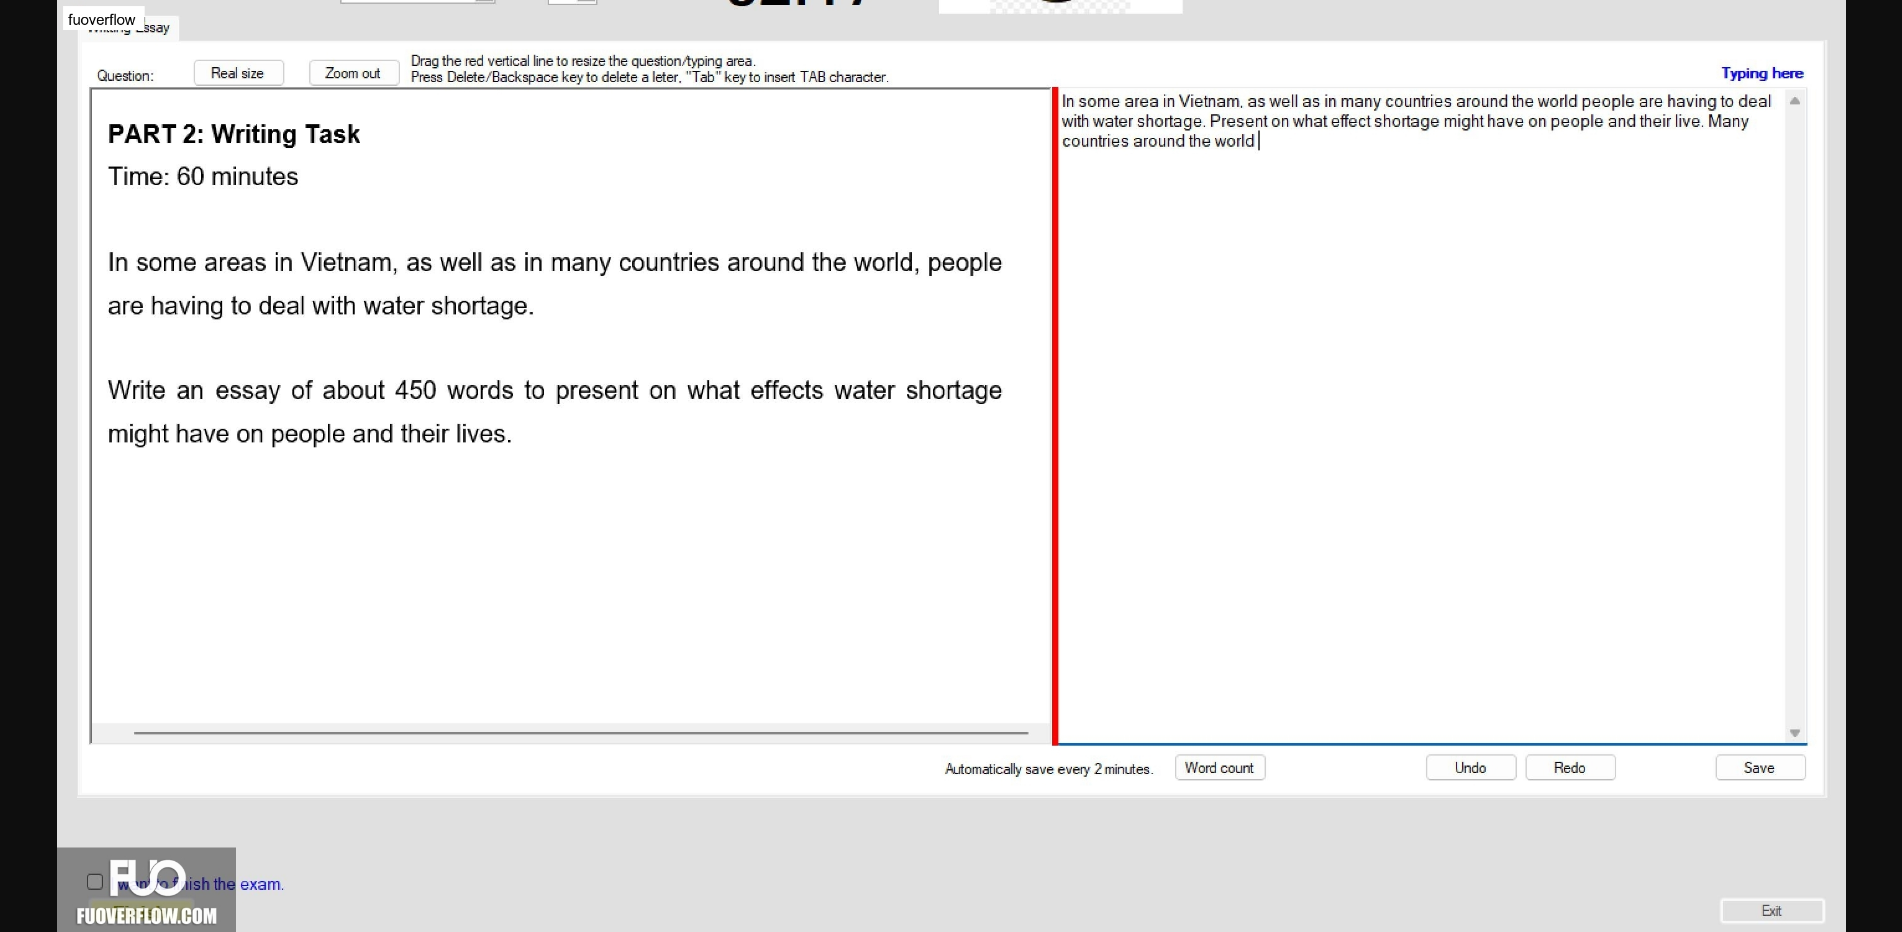 fuoverflow
Question:
Real size
Zoom out
Drag the red vertical line to resize the question/typing area.
Press Delete/Backspace key to delete a leter, "Tab" key to insert TAB character.
Typing here
PART 2: Writing Task
Time: 60 minutes
In some areas in Vietnam, as well as in many countries around the world, people
are having to deal with water shortage.
Write an essay of about 450 words to present on what effects water shortage
might have on people and their lives.
In some area in Vietnam, as well as in many countries around the world people are having to deal
with water shortage. Present on what effect shortage might have on people and their live. Many
countries around the world
Automatically save every 2 minutes.
Word count
Undo
Redo
Save
FUO
finish the exam.
FUOVERFLOW.COM
Exit